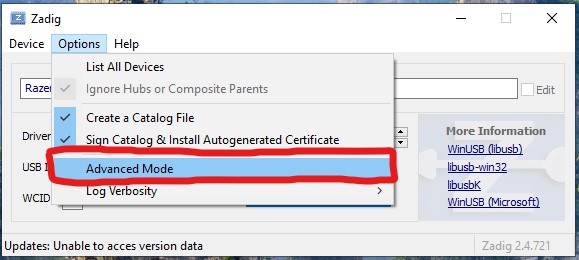 Zadig
Device Options Help
List All Devices
Ignore Hubs or Composite Parents
Create a Catalog File
Sign Catalog & Install Autogenerated Certificate
Advanced Mode
Log Verbosity
Razer
Edit
Driver
USB I
WCID
More Information
WinUSB (libusb)
libusb-win32
libusbK
WinUSB (Microsoft)
Updates: Unable to acces version data
Zadig 2.4.721